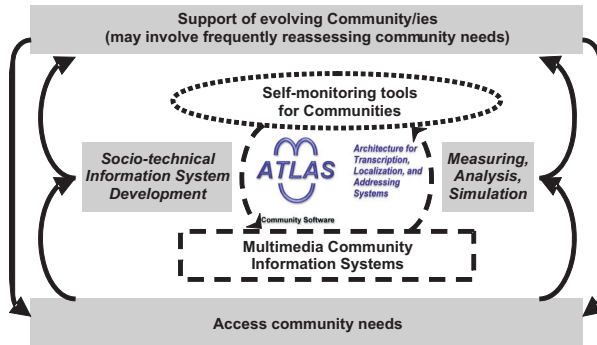 Support of evolving Community/ies
(may involve frequently reassessing community needs)
Self-monitoring tools
for Communities
Socio-technical
Information System
Development
ATLAS
Architecture for
Transcription,
Localization, and
Addressing
Systems
Community Software
Measuring,
Analysis,
Simulation
Multimedia Community
Information Systems
Access community needs